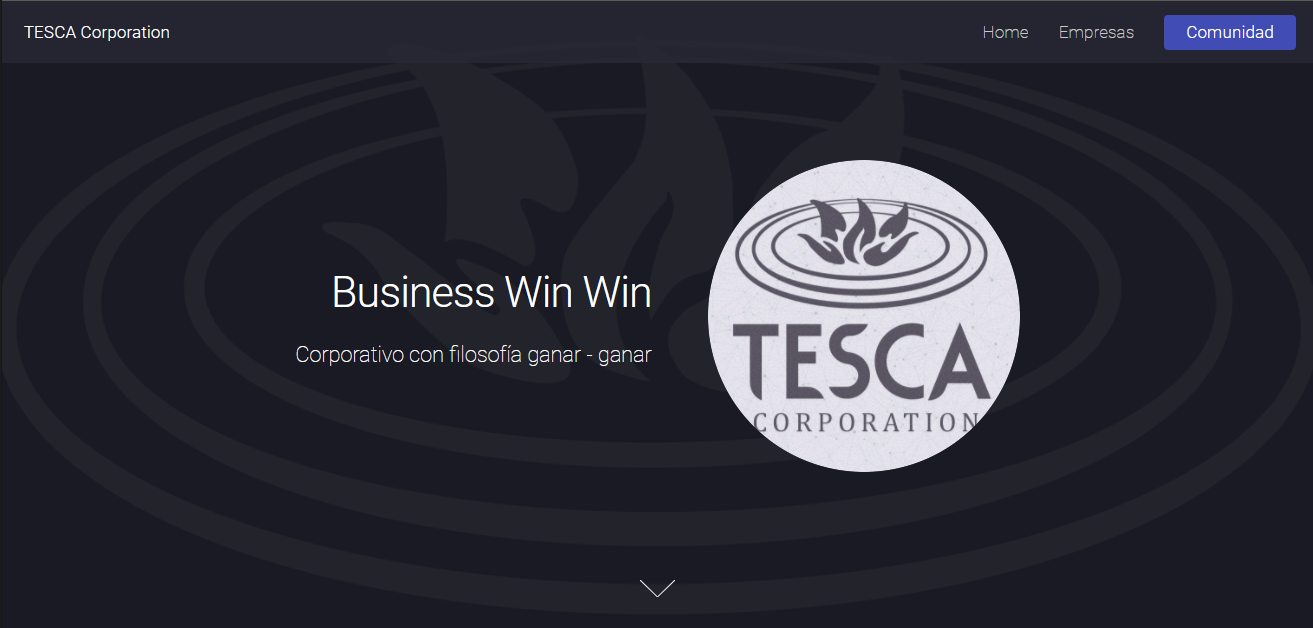 TESCA Corporation
Home
Empresas
Comunidad
Business Win Win
Corporativo con filosofía ganar - ganar
TESCA
CORPORATION